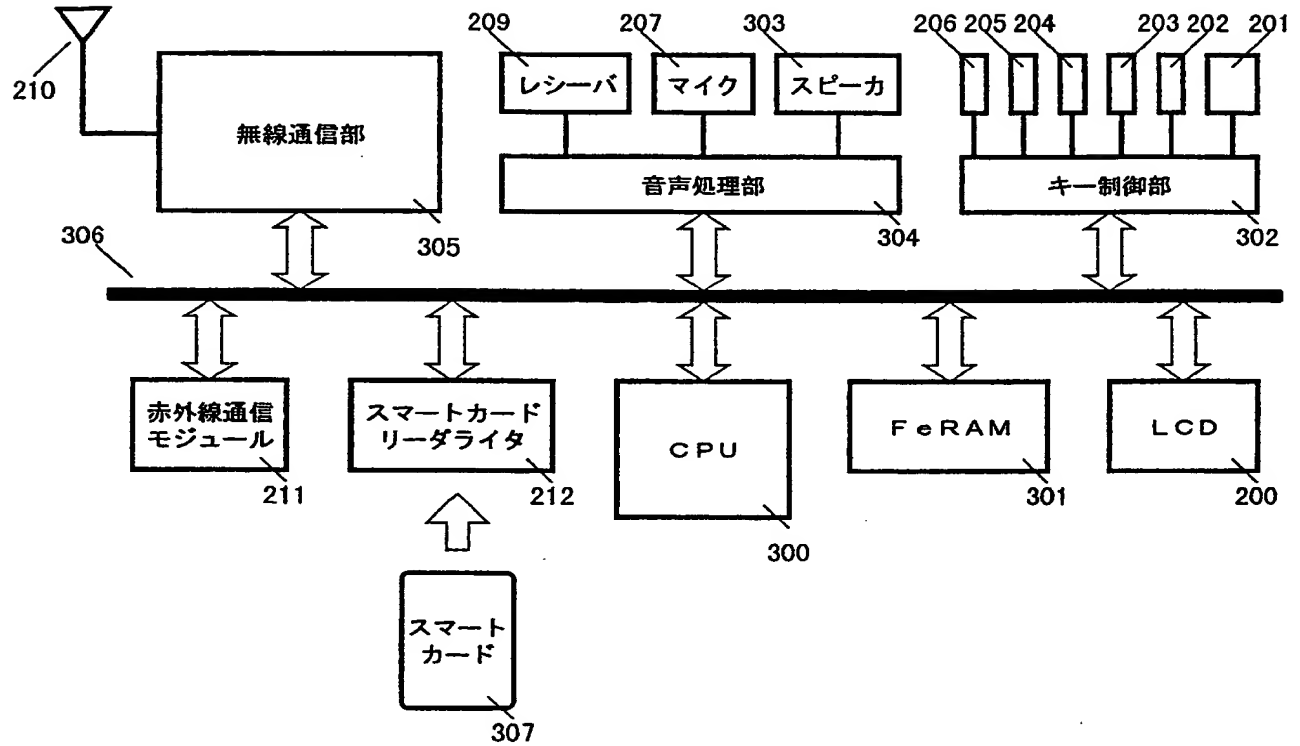 209 207 303 206 205 204 203 202 201
210
レシーバ マイク スピーカ
無線通信部
音声処理部
キー制御部
305
304
302
306
赤外線通信
モジュール
スマートカード
リーダライタ
CPU
FeRAM
LCD
211
212
300
301
200
スマート
カード
307